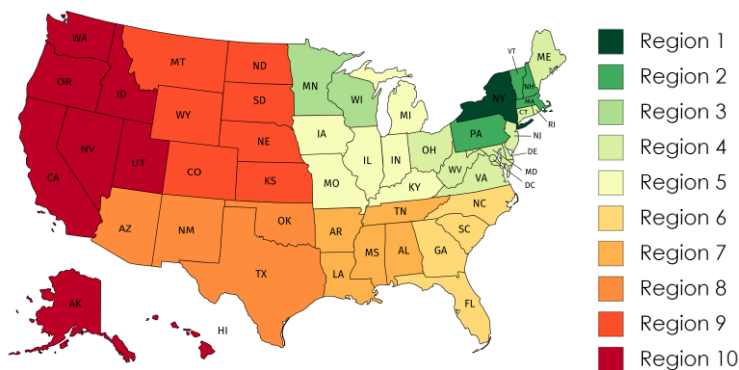 WA
OR
ID
CA
NV
UT
AK
HI
MT
WY
CO
ND
SD
NE
KS
AZ
NM
OK
TX
MN
WI
IA
MO
IL
IN
MI
KY
OH
WV
VA
AR
LA
MS
AL
TN
NC
SC
GA
FL
PA
NY
VT
NH
MA
CT
ME
RI
NJ
DE
MD
DC
Region 1
Region 2
Region 3
Region 4
Region 5
Region 6
Region 7
Region 8
Region 9
Region 10